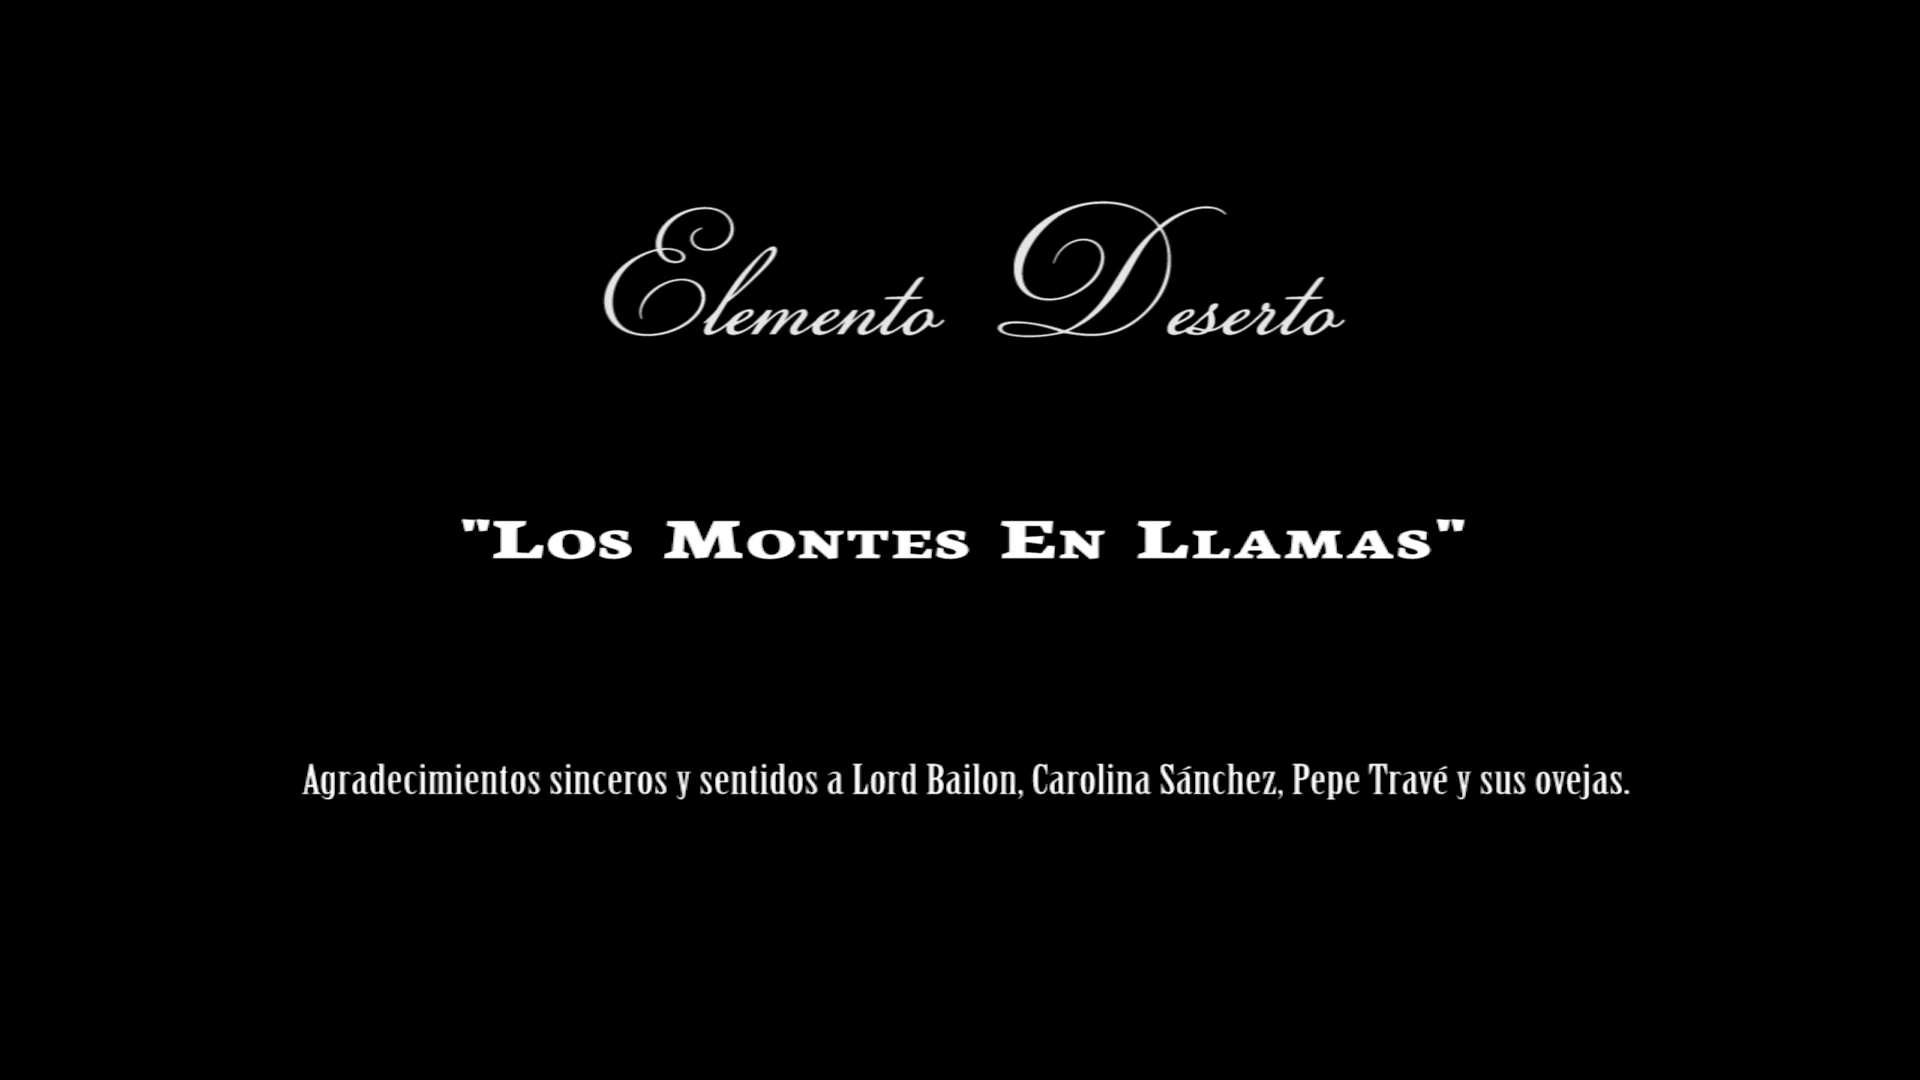 Elemento Deserto
"Los Montes En Llamas"
Agradecimientos sinceros y sentidos a Lord Bailon, Carolina Sánchez, Pepe Travé y sus ovejas.